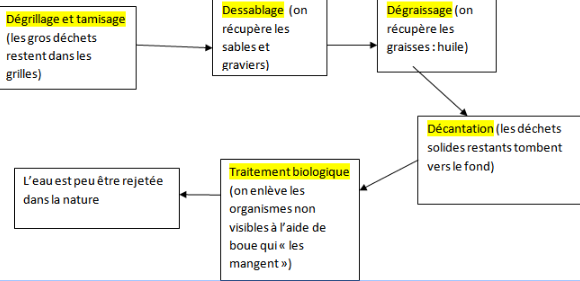 Dégrillage et tamisage
(les gros déchets
restent dans les
grilles)
Dessablage (on
récupère les
sables et
graviers)
Dégraissage (on
récupère les
graisses : huile)
Décantation (les déchets
solides restants tombent
vers le fond)
Traitement biologique
(on enlève les
organismes non
visibles à l’aide de
boue qui « les
mangent »)
L’eau est peu être rejetée
dans la nature